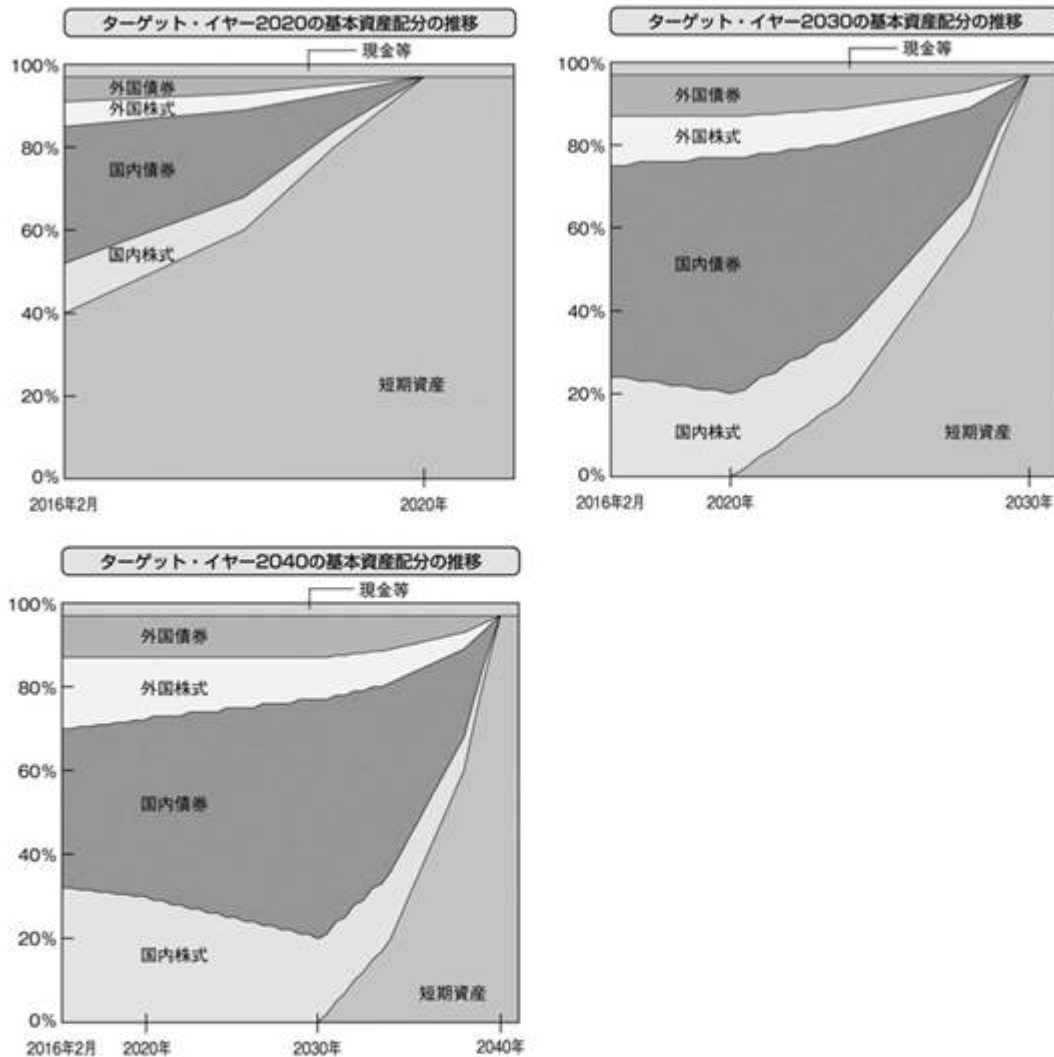 ターゲット・イヤー2020の基本資産配分の推移
現金等
100%
80%
60%
40%
20%
0%
外国債券
外国株式
国内債券
国内株式
短期資産
2016年2月
2020年
ターゲット・イヤー2030の基本資産配分の推移
現金等
100%
80%
60%
40%
20%
0%
外国債券
外国株式
国内債券
国内株式
短期資産
2016年2月
2020年
2030年
ターゲット・イヤー2040の基本資産配分の推移
現金等
100%
80%
60%
40%
20%
0%
外国債券
外国株式
国内債券
国内株式
短期資産
2016年2月
2020年
2030年
2040年